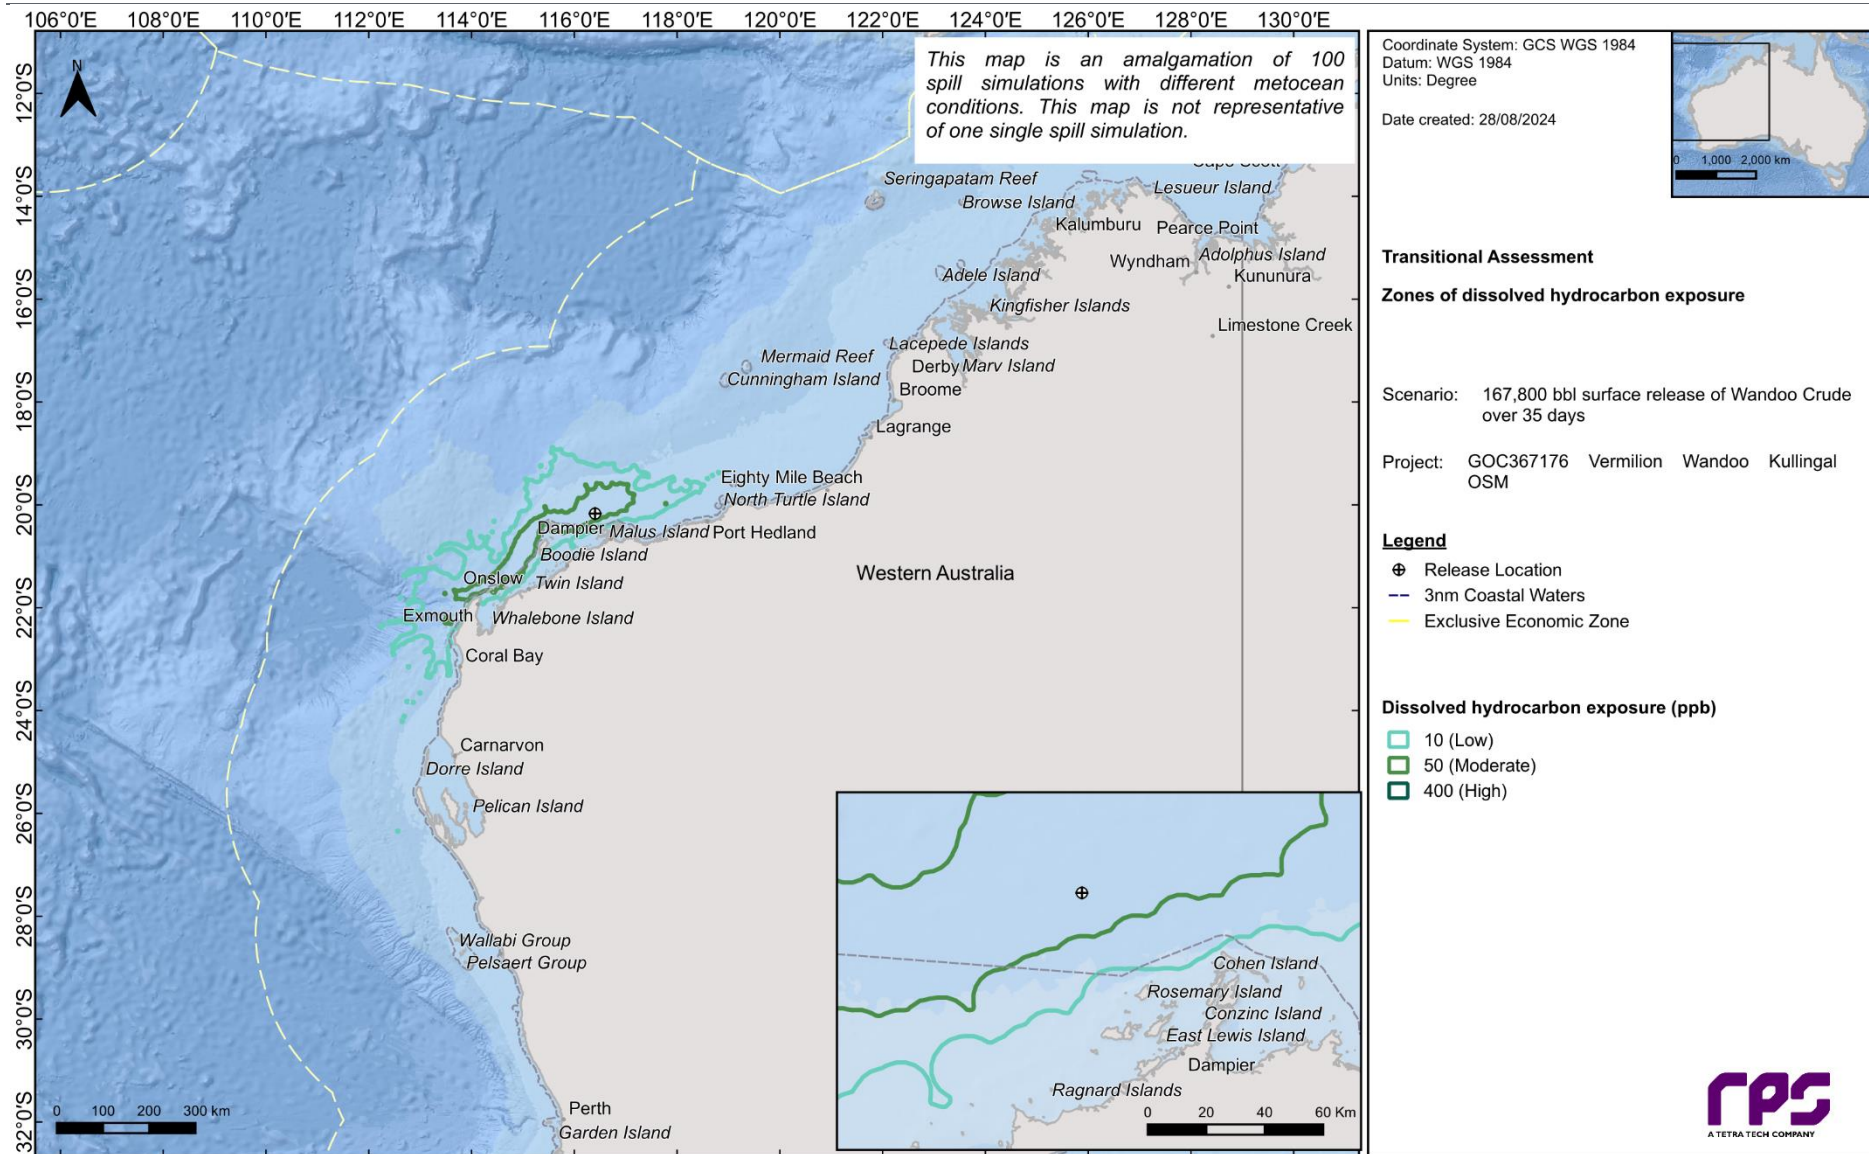 106°0'E 108°0'E 110°0'E 112°0'E 114°0'E 116°0'E 118°0'E 120°0'E 122°0'E 124°0'E 126°0'E 128°0'E 130°0'E
12°0'S
14°0'S
16°0'S
18°0'S
20°0'S
22°0'S
24°0'S
26°0'S
28°0'S
30°0'S
32°0'S
N
This map is an amalgamation of 100
spill simulations with different metocean
conditions. This map is not representative
of one single spill simulation.
Seringapatam Reef
Browse Island
Lesueur Island
Kalumburu
Pearce Point
Wyndham
Adolphus Island
Kununura
Adele Island
Kingfisher Islands
Limestone Creek
Lacepede Islands
Mermaid Reef
Cunningham Island
Derby
Marv Island
Broome
Lagrange
Eighty Mile Beach
North Turtle Island
Dampier
Malus Island
Port Hedland
Boodie Island
Onslow
Twin Island
Exmouth
Whalebone Island
Western Australia
Coral Bay
Carnarvon
Dorre Island
Pelican Island
Wallabi Group
Pelsaert Group
Perth
Garden Island
0 100 200 300 km
Cohen Island
Rosemary Island
Conzinc Island
East Lewis Island
Dampier
Ragnard Islands
0 20 40 60 Km
Coordinate System: GCS WGS 1984
Datum: WGS 1984
Units: Degree
Date created: 28/08/2024
0 1,000 2,000 km
Transitional Assessment
Zones of dissolved hydrocarbon exposure
Scenario: 167,800 bbl surface release of Wandoo Crude
over 35 days
Project: GOC367176 Vermilion Wandoo Kullingal
OSM
Legend
Release Location
3nm Coastal Waters
Exclusive Economic Zone
Dissolved hydrocarbon exposure (ppb)
10 (Low)
50 (Moderate)
400 (High)
rps
A TETRA TECH COMPANY